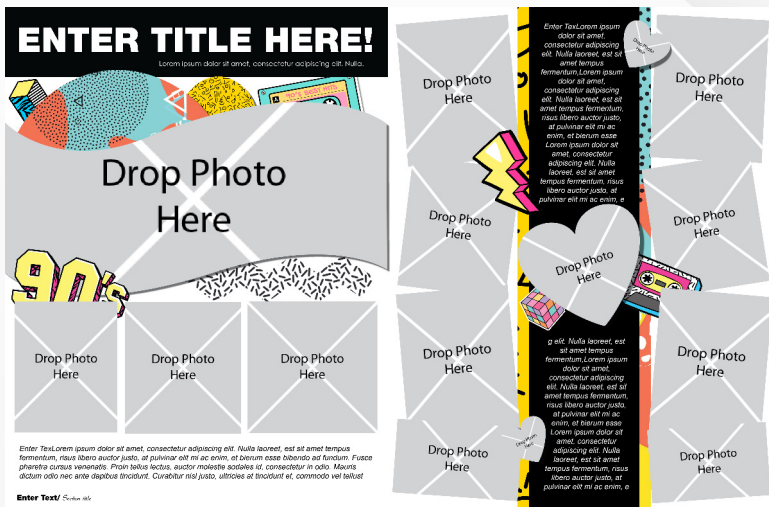 ENTER TITLE HERE!
Lorem ipsum dolor sit amet, consectetur adipiscing elit. Nulla.
90'S BEST HITS
A
Drop Photo
Here
90's
Drop Photo
Here
Drop Photo
Here
Drop Photo
Here
Enter TexLorem ipsum dolor sit amet, consectetur adipiscing elit. Nulla laoreet, est sit amet tempus
fermentum, risus libero auctor justo, at pulvinar elit mi ac enim, et bierum esse bibendo ad fundum. Fusce
pharetra cursus venenatis. Proin tellus lectus, auctor molestie sodales id, consectetur in odio. Mauris
dictum odio nec ante dapibus tincidunt. Curabitur nisl justo, ultricies at tincidunt et, commodo vel tellust
Enter Text/ Section title
Drop Photo
Here
Drop Photo
Here
Drop Photo
Here
Drop Photo
Here
Enter TexLorem ipsum
dolor sit amet,
consectetur adipiscing
elit. Nulla laoreet, est sit
amet tempus
fermentum,Lorem ipsum
dolor sit amet,
consectetur adipiscing
elit. Nulla laoreet, est sit
amet tempus fermentum,
risus libero auctor justo,
at pulvinar elit mi ac
enim, et bierum esse
Lorem ipsum dolor sit
amet, consectetur
adipiscing elit. Nulla
laoreet, est sit amet
tempus fermentum, risus
libero auctor justo, at
pulvinar elit mi ac enim, e
Drop Photo
Here
Drop Photo
Here
g elit. Nulla laoreet, est
sit amet tempus
fermentum,Lorem ipsum
dolor sit amet,
consectetur adipiscing
elit. Nulla laoreet, est sit
amet tempus fermentum,
risus libero auctor justo,
at pulvinar elit mi ac
enim, et bierum esse
Lorem ipsum dolor sit
amet, consectetur
adipiscing elit. Nulla
laoreet, est sit amet
tempus fermentum, risus
libero auctor justo, at
pulvinar elit mi ac enim, e
Drop Photo
Here
Drop Photo
Here
Drop Photo
Here
Drop Photo
Here
Drop Photo
Here